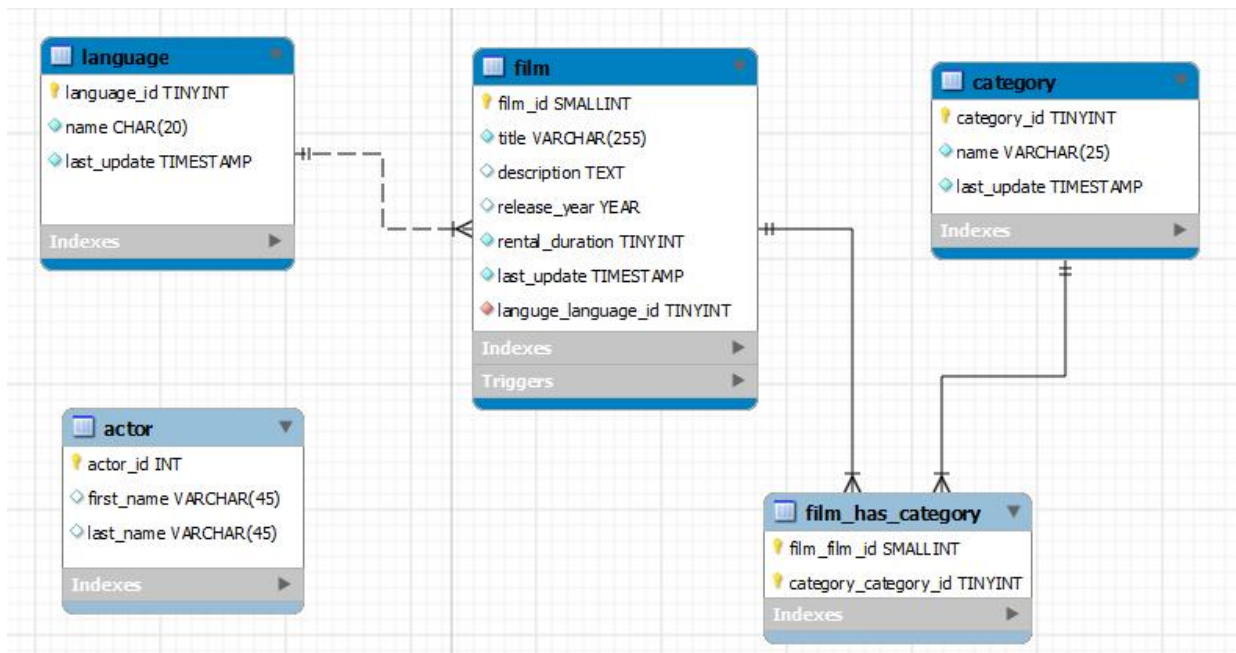 language
language_id TINYINT
name CHAR(20)
last_update TIMESTAMP
Indexes
film
film_id SMALLINT
title VARCHAR(255)
description TEXT
release_year YEAR
rental_duration TINYINT
last_update TIMESTAMP
languge_language_id TINYINT
Indexes
Triggers
category
category_id TINYINT
name VARCHAR(25)
last_update TIMESTAMP
Indexes
actor
actor_id INT
first_name VARCHAR(45)
last_name VARCHAR(45)
Indexes
film_has_category
film_film_id SMALLINT
category_category_id TINYINT
Indexes